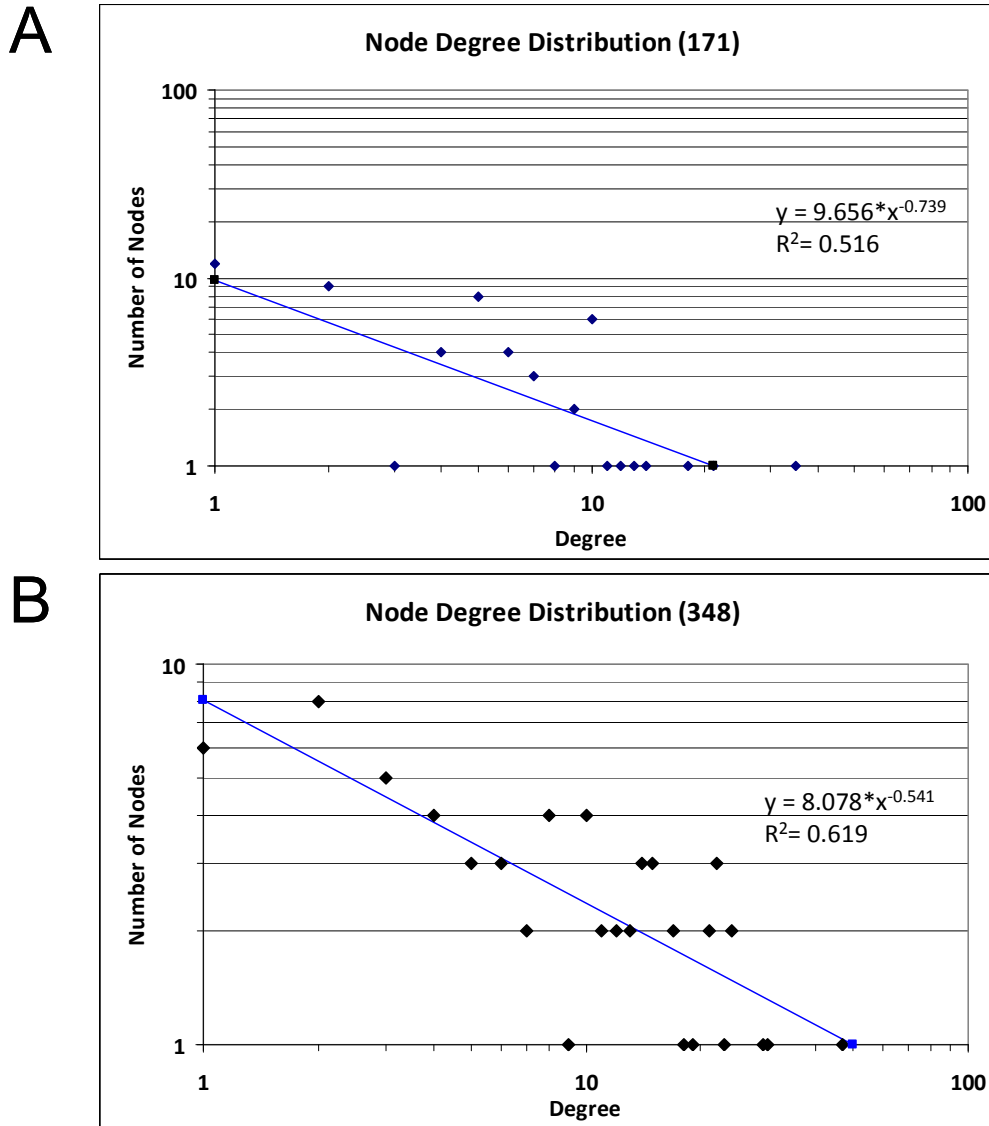 A
Node Degree Distribution (171)
100
10
1
1
10
100
Number of Nodes
Degree
y = 9.656*x^-0.739
R²= 0.516
B
Node Degree Distribution (348)
10
1
1
10
100
Number of Nodes
Degree
y = 8.078*x^-0.541
R²= 0.619